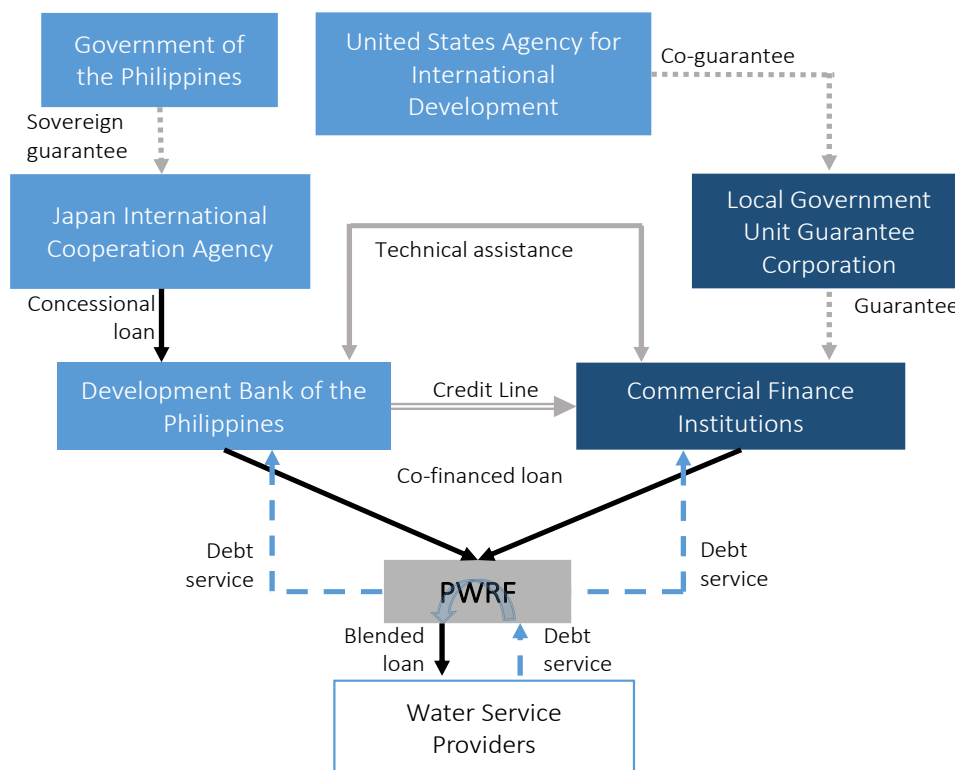 Government of
the Philippines
United States Agency for
International
Development
Co-guarantee
Sovereign
guarantee
Japan International
Cooperation Agency
Technical assistance
Local Government
Unit Guarantee
Corporation
Concessional
loan
Guarantee
Development Bank of the
Philippines
Credit Line
Commercial Finance
Institutions
Co-financed loan
Debt
service
PWRF
Debt
service
Blended
loan
Debt
service
Water Service
Providers